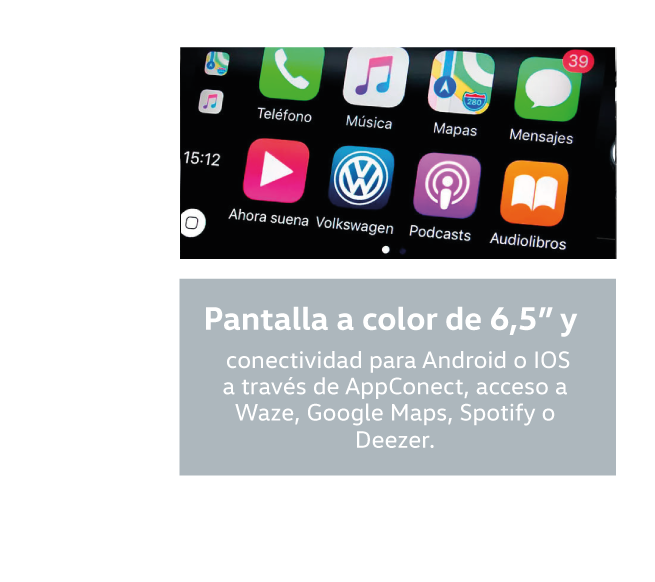 39
Teléfono
Música
Mapas
280
Mensajes
15:12
Ahora suena
Volkswagen
Podcasts
Audiolibros
Pantalla a color de 6,5” y
conectividad para Android o IOS
a través de AppConect, acceso a
Waze, Google Maps, Spotify o
Deezer.